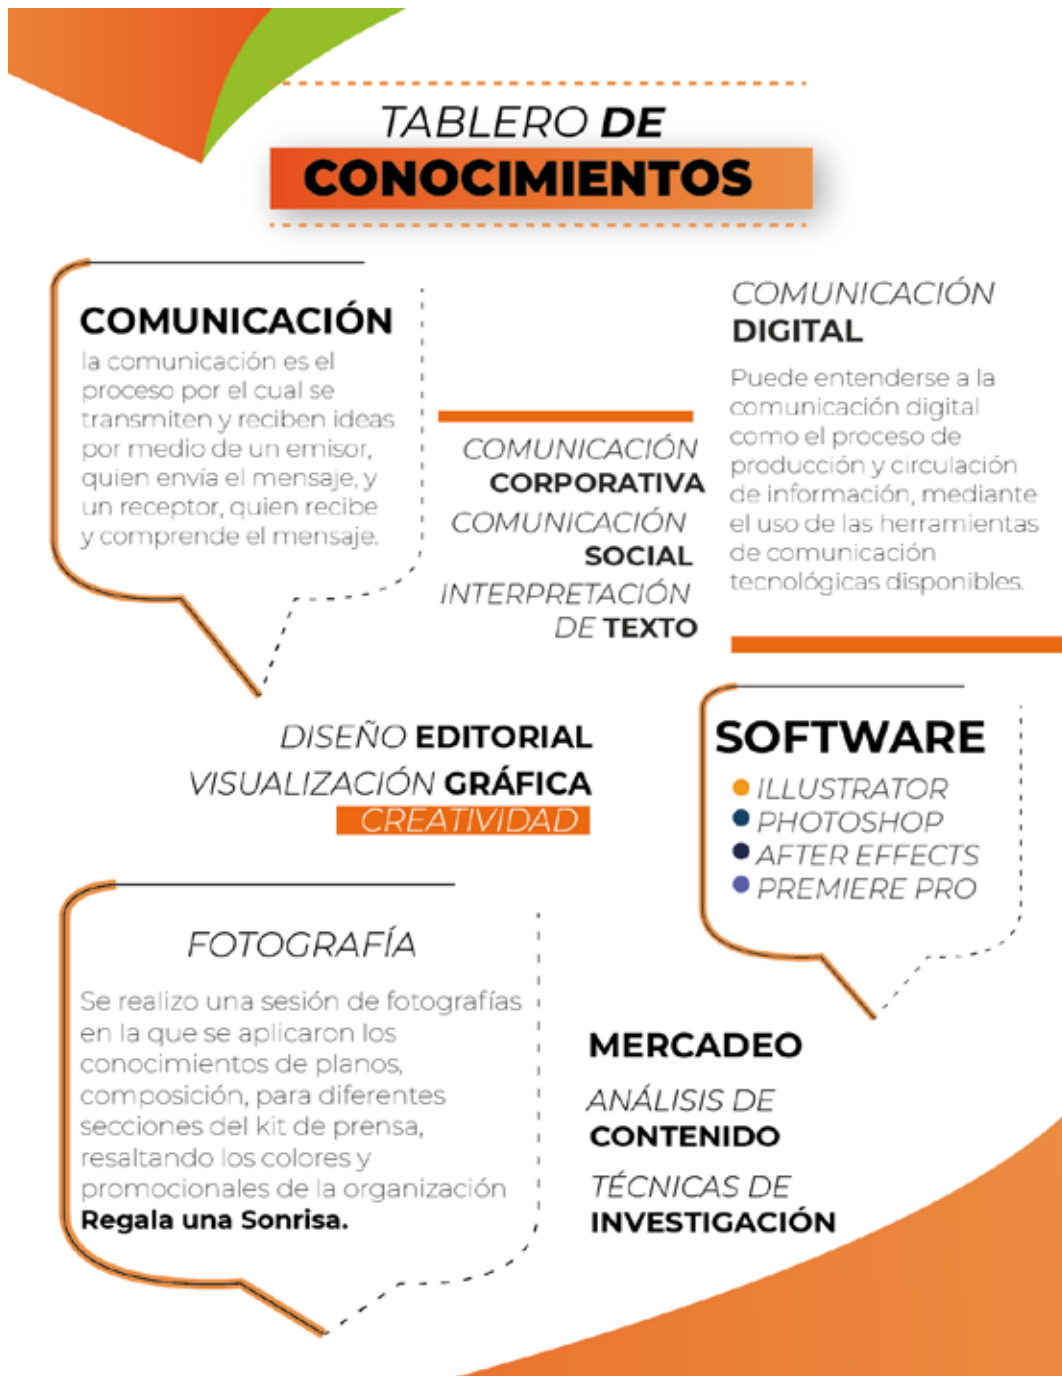 TABLERO DE
CONOCIMIENTOS
COMUNICACIÓN
la comunicación es el
proceso por el cual se
transmiten y reciben ideas
por medio de un emisor,
quien envía el mensaje, y
un receptor, quien recibe
y comprende el mensaje.
COMUNICACIÓN
CORPORATIVA
COMUNICACIÓN
SOCIAL
INTERPRETACIÓN
DE TEXTO
COMUNICACIÓN
DIGITAL
Puede entenderse a la
comunicación digital
como el proceso de
producción y circulación
de información, mediante
el uso de las herramientas
de comunicación
tecnológicas disponibles.
DISEÑO EDITORIAL
VISUALIZACIÓN GRÁFICA
CREATIVIDAD
SOFTWARE
ILLUSTRATOR
PHOTOSHOP
AFTER EFFECTS
PREMIERE PRO
FOTOGRAFÍA
Se realizo una sesión de fotografías
en la que se aplicaron los
conocimientos de planos,
composición, para diferentes
secciones del kit de prensa,
resaltando los colores y
promocionales de la organización
Regala una Sonrisa.
MERCADEO
ANÁLISIS DE
CONTENIDO
TÉCNICAS DE
INVESTIGACIÓN